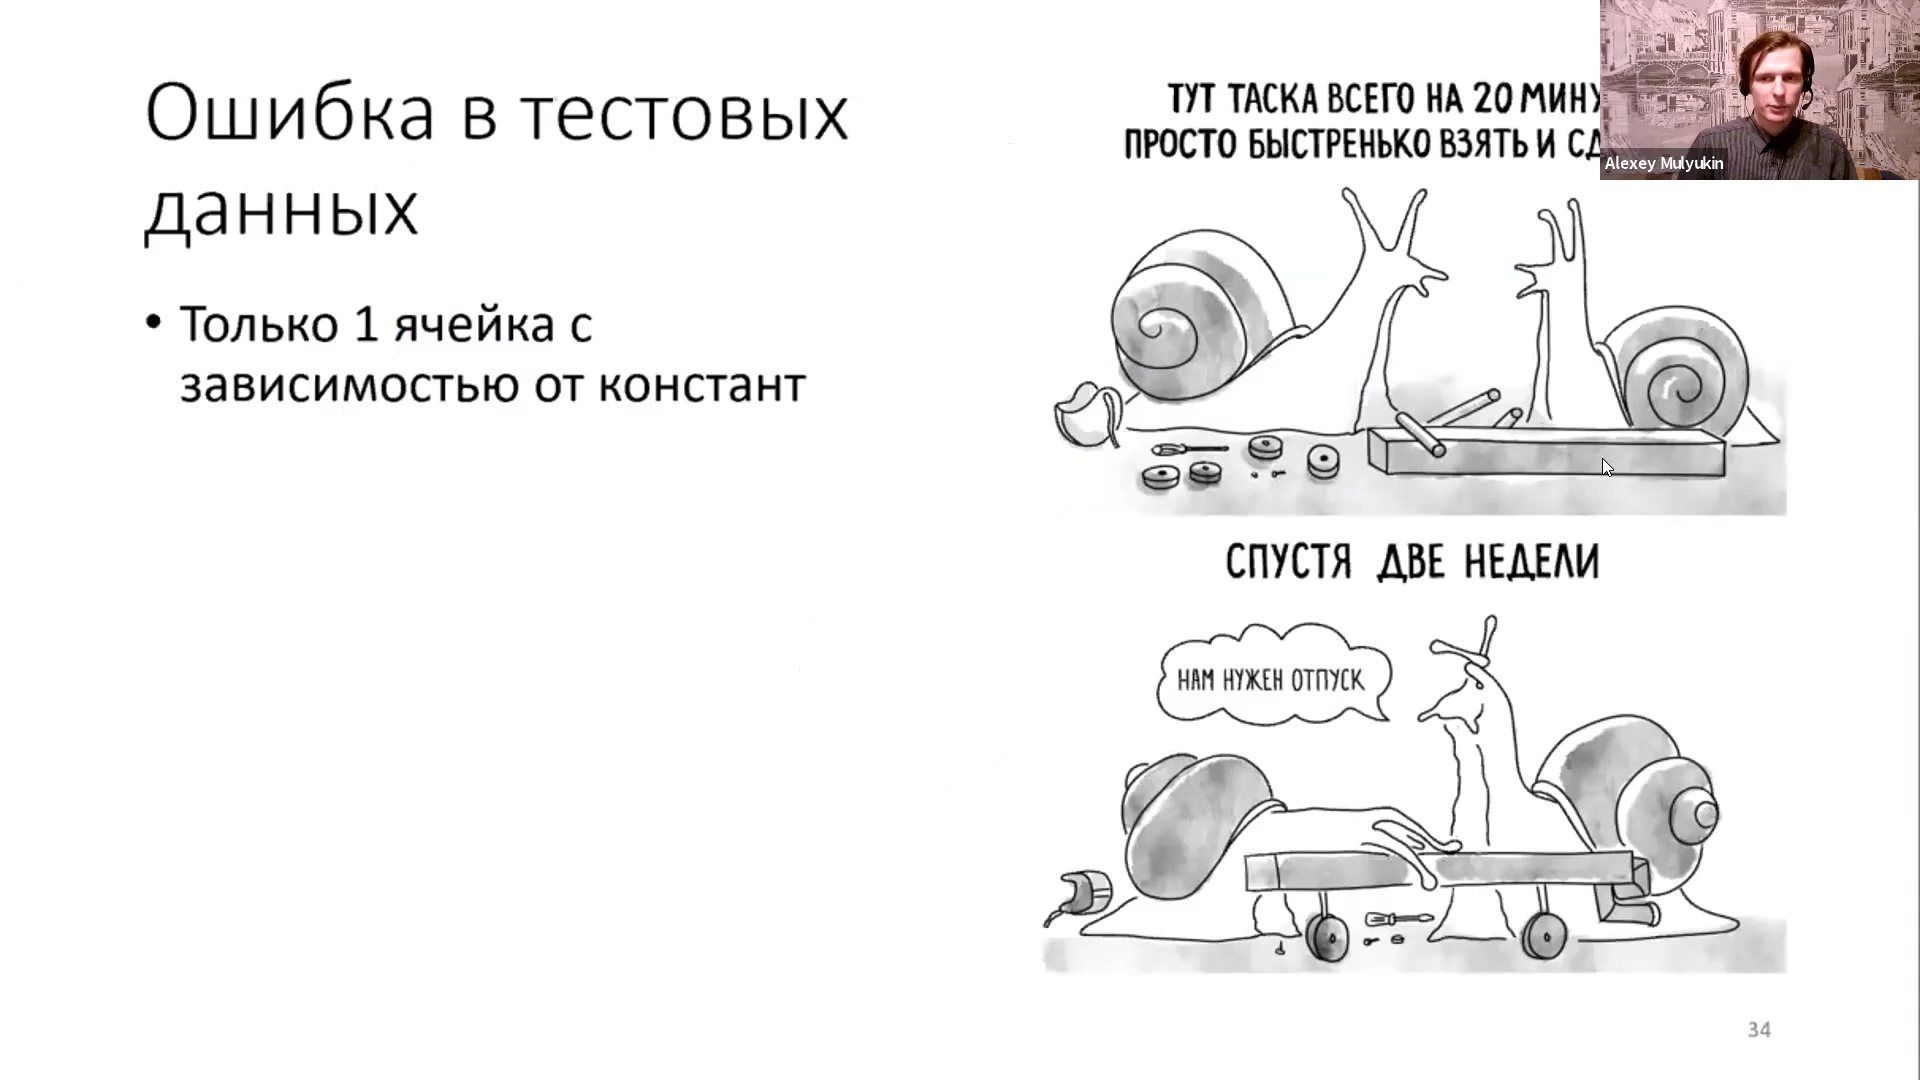 Ошибка в тестовых
данных
• Только 1 ячейка с
зависимостью от констант
ТУТ ТАСКА ВСЕГО НА 20
ПРОСТО БЫСТРЕНЬКО ВЗЯТЬ И
Alexey Mulyukin
СПУСТЯ ДВЕ НЕДЕЛИ
НАМ НУЖЕН ОТПУСК
34